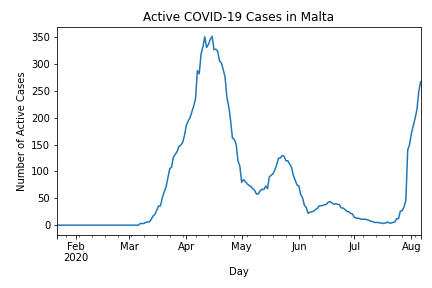 Active COVID-19 Cases in Malta
Number of Active Cases
350
300
250
200
150
100
50
0
Feb
2020
Mar
Apr
May
Jun
Jul
Aug
Day